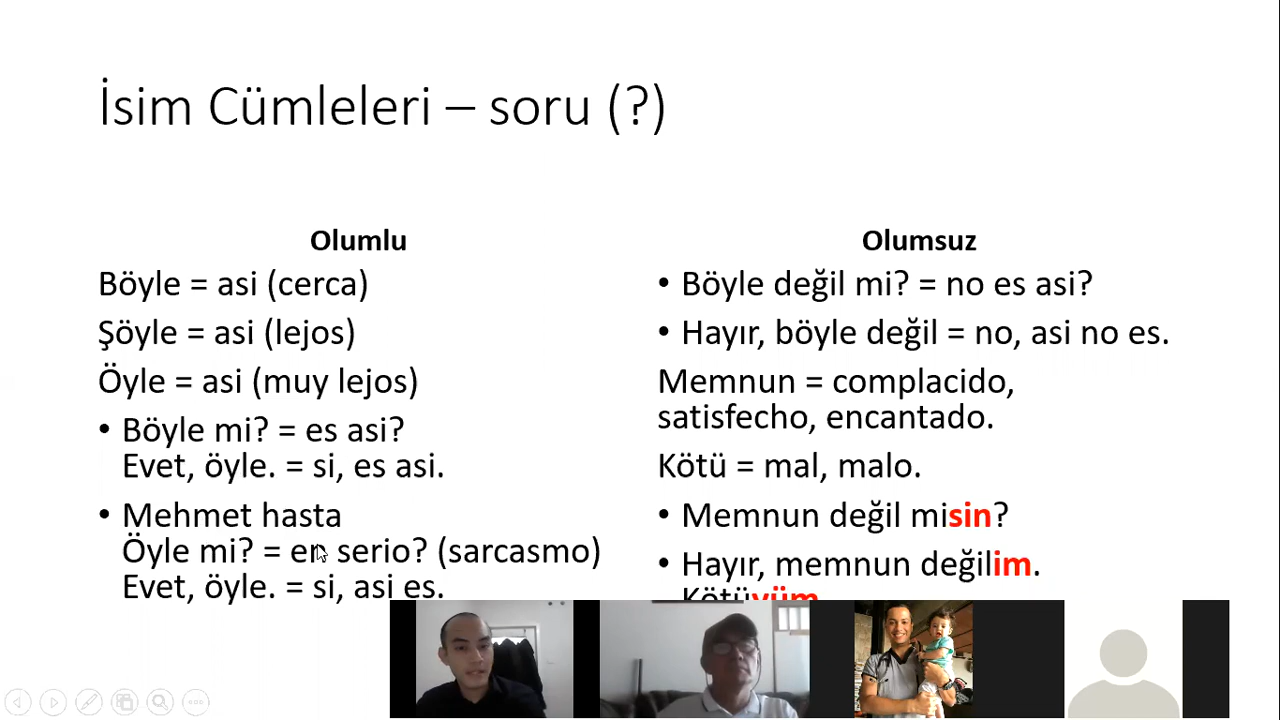 İsim Cümleleri – soru (?)
Olumlu
Böyle = asi (cerca)
Şöyle = asi (lejos)
Öyle = asi (muy lejos)
• Böyle mi? = es asi?
Evet, öyle. = si, es asi.
• Mehmet hasta
Öyle mi? = en serio? (sarcasmo)
Evet, öyle. = si, asi es.
Olumsuz
• Böyle değil mi? = no es asi?
• Hayır, böyle değil = no, asi no es.
Memnun = complacido,
satisfecho, encantado.
Kötü = mal, malo.
• Memnun değil misin?
• Hayır, memnun değilim.
Kötüyüm